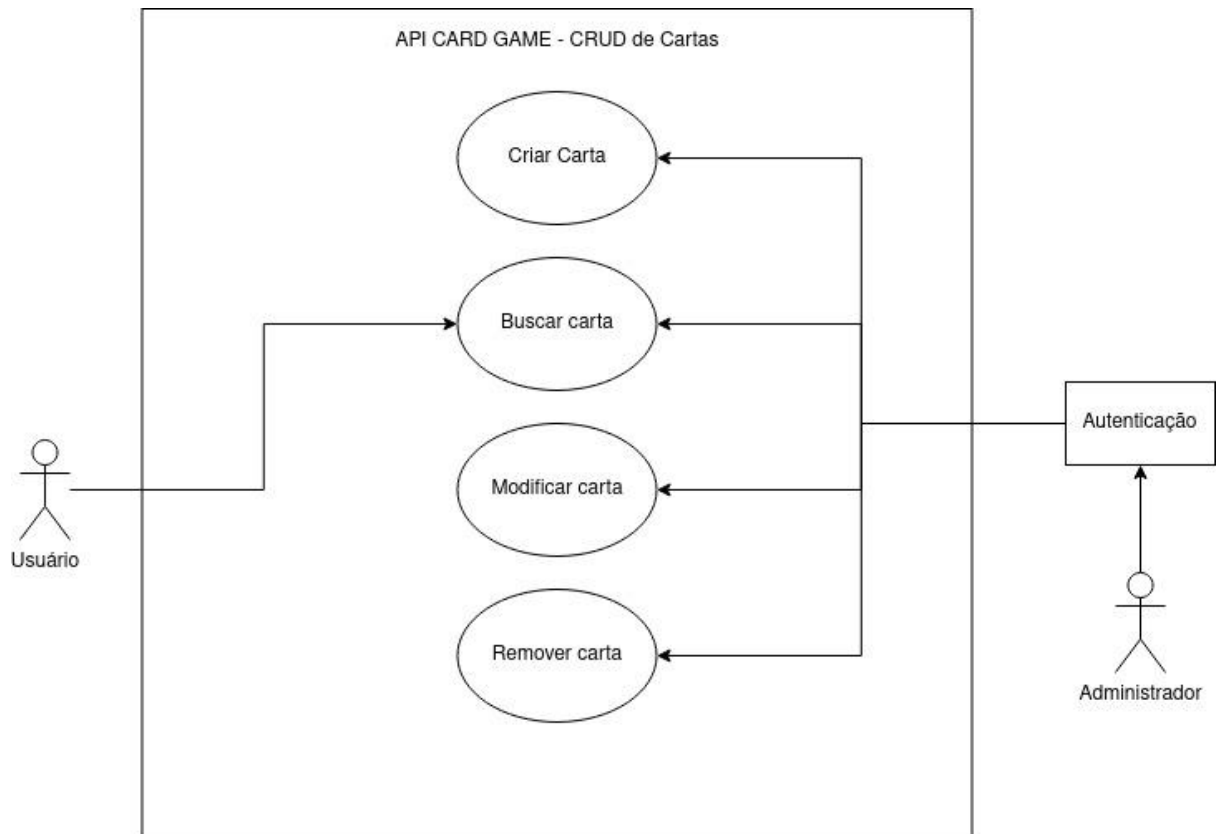 API CARD GAME - CRUD de Cartas
Criar Carta
Buscar carta
Modificar carta
Remover carta
Usuário
Autenticação
Administrador